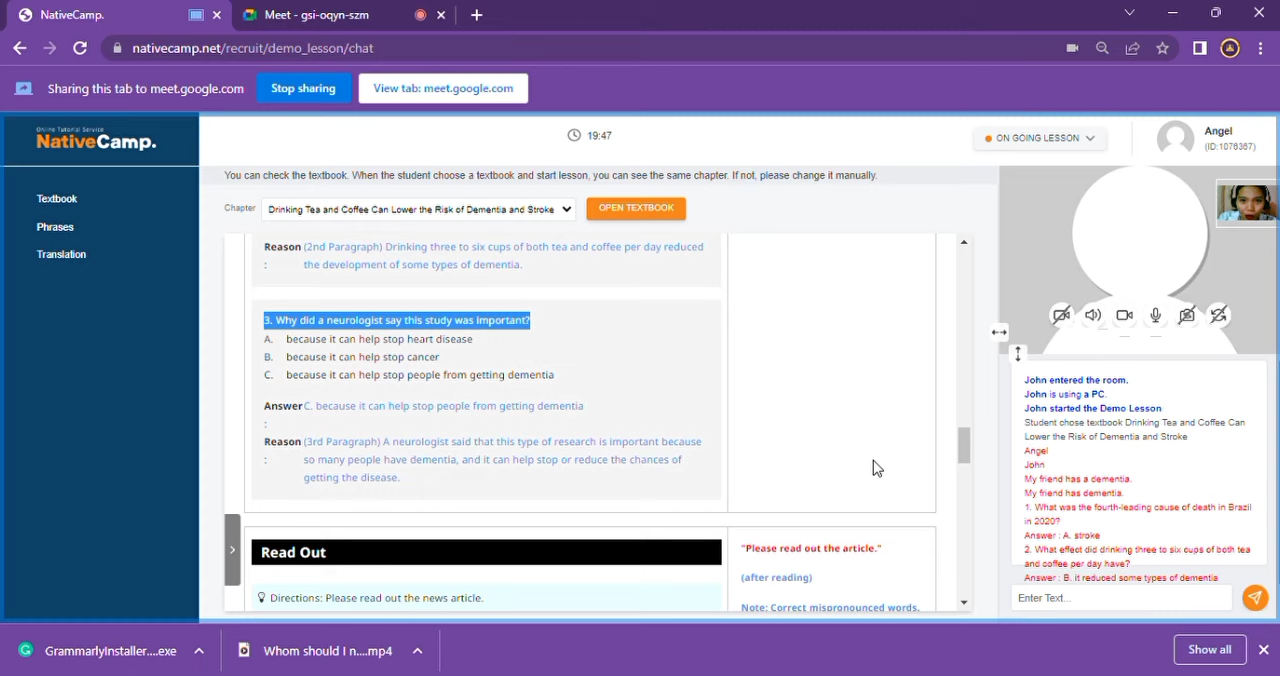 NativeCamp.
Meet - gsi-oqyn-szm
nativecamp.net/recruit/demo_lesson/chat
Sharing this tab to meet.google.com
Stop sharing
View tab: meet.google.com
Online Tutorial Service
NativeCamp.
19:47
ON GOING LESSON
Angel
(ID:1076367)
Textbook
Phrases
Translation
You can check the textbook. When the student choose a textbook and start lesson, you can see the same chapter. If not, please change it manually.
Chapter
Drinking Tea and Coffee Can Lower the Risk of Dementia and Stroke
OPEN TEXTBOOK
Reason (2nd Paragraph) Drinking three to six cups of both tea and coffee per day reduced
: the development of some types of dementia.
3. Why did a neurologist say this study was important?
A. because it can help stop heart disease
B. because it can help stop cancer
C. because it can help stop people from getting dementia
Answer C. because it can help stop people from getting dementia
:
Reason (3rd Paragraph) A neurologist said that this type of research is important because
: so many people have dementia, and it can help stop or reduce the chances of
getting the disease.
Read Out
Directions: Please read out the news article.
"Please read out the article."
(after reading)
Note: Correct mispronounced words.
John entered the room.
John is using a PC.
John started the Demo Lesson
Student chose textbook Drinking Tea and Coffee Can
Lower the Risk of Dementia and Stroke
Angel
John
My friend has a dementia.
My friend has dementia.
1. What was the fourth-leading cause of death in Brazil
in 2020?
Answer : A. stroke
2. What effect did drinking three to six cups of both tea
and coffee per day have?
Answer : B. it reduced some types of dementia
Enter Text...
GrammarlyInstaller....exe
Whom should I n....mp4
Show all